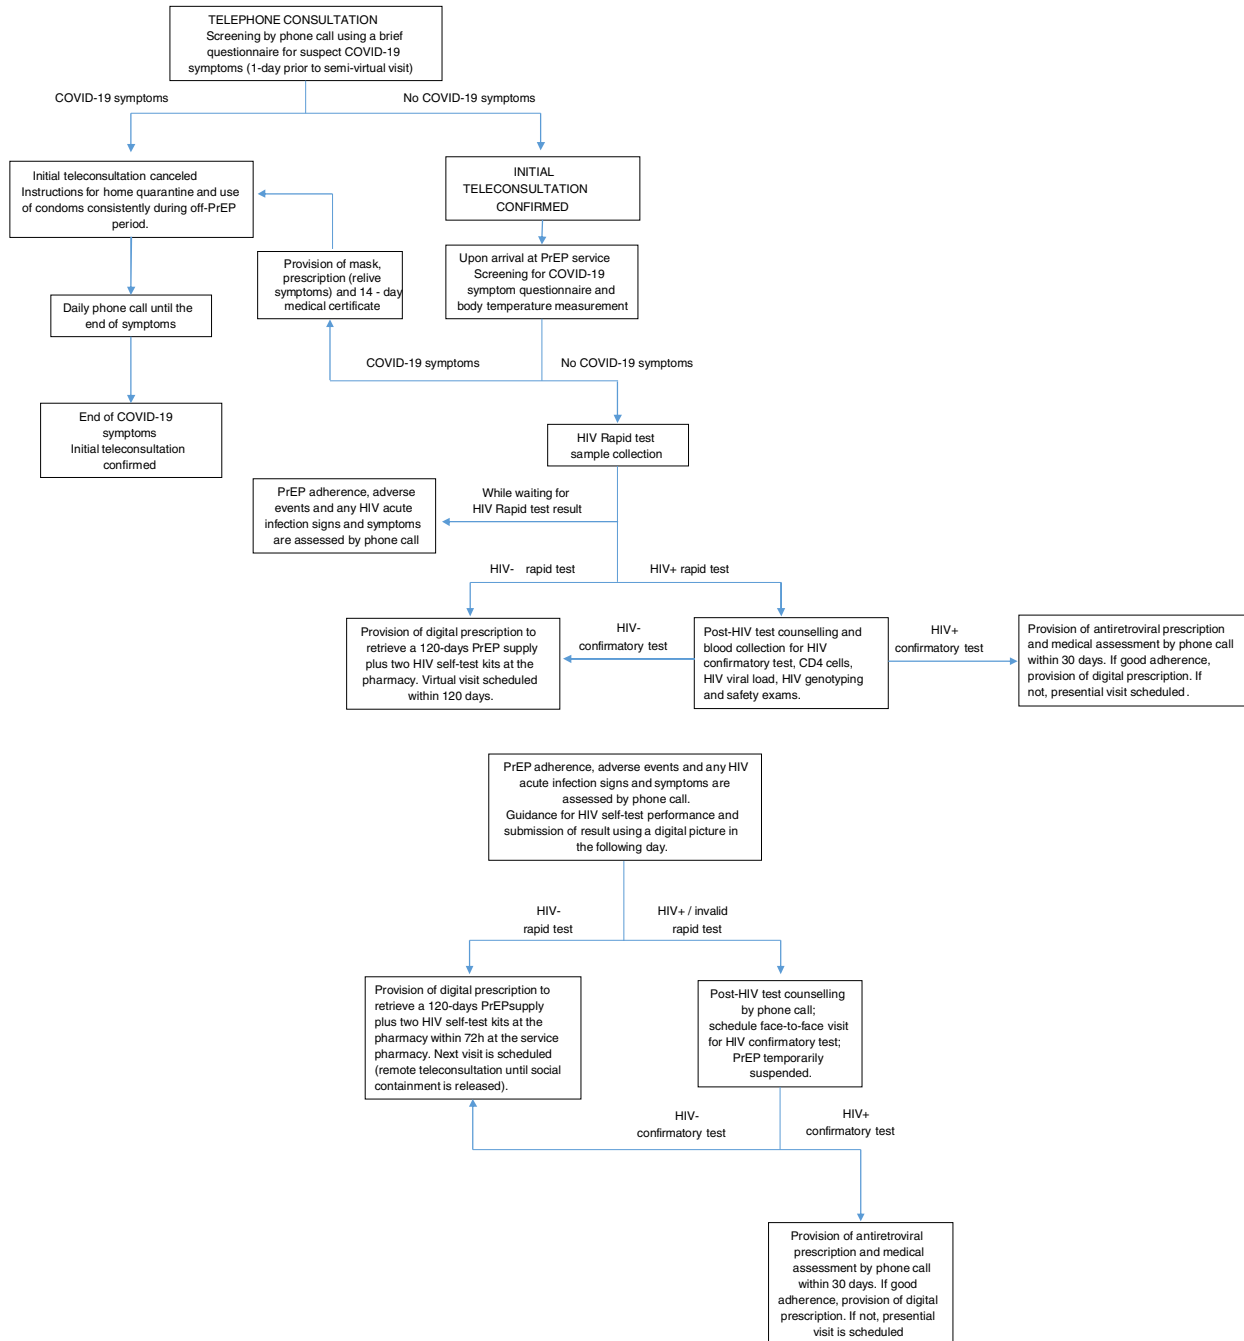 TELEPHONE CONSULTATION
Screening by phone call using a brief
questionnaire for suspect COVID-19
symptoms (1-day prior to semi-virtual visit)
COVID-19 symptoms
No COVID-19 symptoms
Initial teleconsultation canceled
Instructions for home quarantine and use
of condoms consistently during off-PrEP
period.
INITIAL
TELECONSULTATION
CONFIRMED
Provision of mask,
prescription (relive
symptoms) and 14 - day
medical certificate
Upon arrival at PrEP service
Screening for COVID-19
symptom questionnaire and
body temperature measurement
Daily phone call until the
end of symptoms
COVID-19 symptoms
No COVID-19 symptoms
End of COVID-19
symptoms
Initial teleconsultation
confirmed
HIV Rapid test
sample collection
PrEP adherence, adverse
events and any HIV acute
infection signs and symptoms
are assessed by phone call
While waiting for
HIV Rapid test result
HIV- rapid test
HIV+ rapid test
Provision of digital prescription to
retrieve a 120-days PrEP supply
plus two HIV self-test kits at the
pharmacy. Virtual visit scheduled
within 120 days.
HIV-
confirmatory test
Post-HIV test counselling and
blood collection for HIV
confirmatory test, CD4 cells,
HIV viral load, HIV genotyping
and safety exams.
HIV+
confirmatory test
Provision of antiretroviral prescription
and medical assessment by phone call
within 30 days. If good adherence,
provision of digital prescription. If
not, presential visit scheduled.
PrEP adherence, adverse events and any HIV
acute infection signs and symptoms are
assessed by phone call.
Guidance for HIV self-test performance and
submission of result using a digital picture in
the following day.
HIV-
rapid test
HIV+ / invalid
rapid test
Provision of digital prescription to
retrieve a 120-days PrEPsupply
plus two HIV self-test kits at the
pharmacy within 72h at the service
pharmacy. Next visit is scheduled
(remote teleconsultation until social
containment is released).
Post-HIV test counselling
by phone call;
schedule face-to-face visit
for HIV confirmatory test;
PrEP temporarily
suspended.
HIV-
confirmatory test
HIV+
confirmatory test
Provision of antiretroviral
prescription and medical
assessment by phone call
within 30 days. If good
adherence, provision of digital
prescription. If not, presential
visit is scheduled